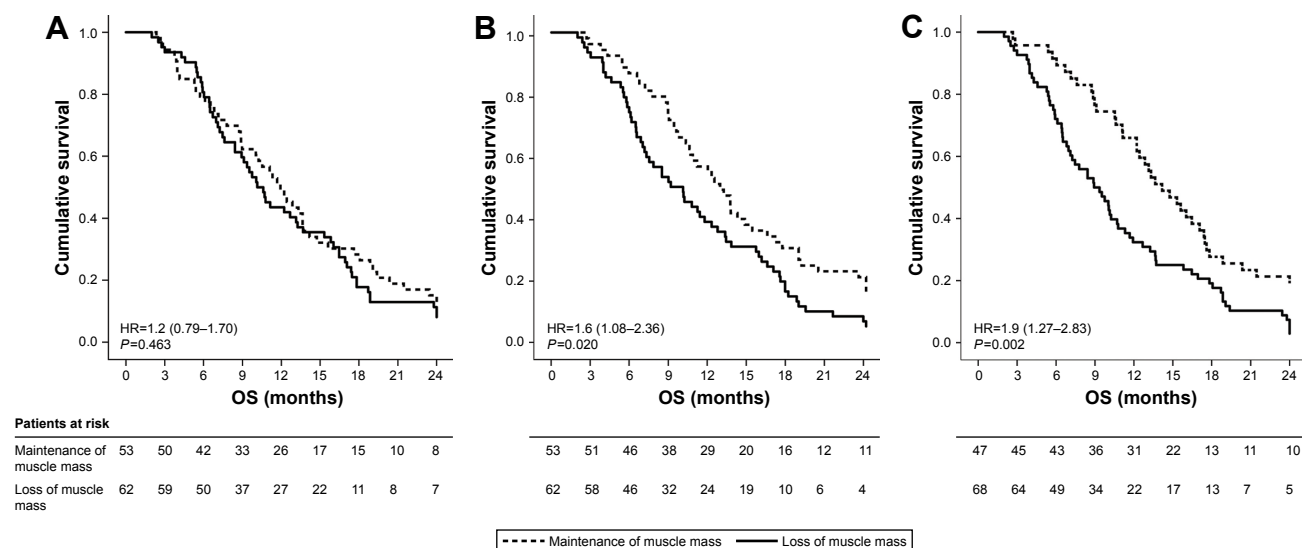 A
Cumulative survival
1.0
0.8
0.6
0.4
0.2
0.0
HR=1.2 (0.79–1.70)
P=0.463
0 3 6 9 12 15 18 21 24
OS (months)
B
Cumulative survival
1.0
0.8
0.6
0.4
0.2
0.0
HR=1.6 (1.08–2.36)
P=0.020
0 3 6 9 12 15 18 21 24
OS (months)
C
Cumulative survival
1.0
0.8
0.6
0.4
0.2
0.0
HR=1.9 (1.27–2.83)
P=0.002
0 3 6 9 12 15 18 21 24
OS (months)
Patients at risk
Maintenance of 53 50 42 33 26 17 15 10 8 53 51 46 38 29 20 16 12 11 47 45 43 36 31 22 13 11 10
muscle mass
Loss of muscle 62 59 50 37 27 22 11 8 7 62 58 46 32 24 19 10 6 4 68 64 49 34 22 17 13 7 5
mass
Maintenance of muscle mass Loss of muscle mass